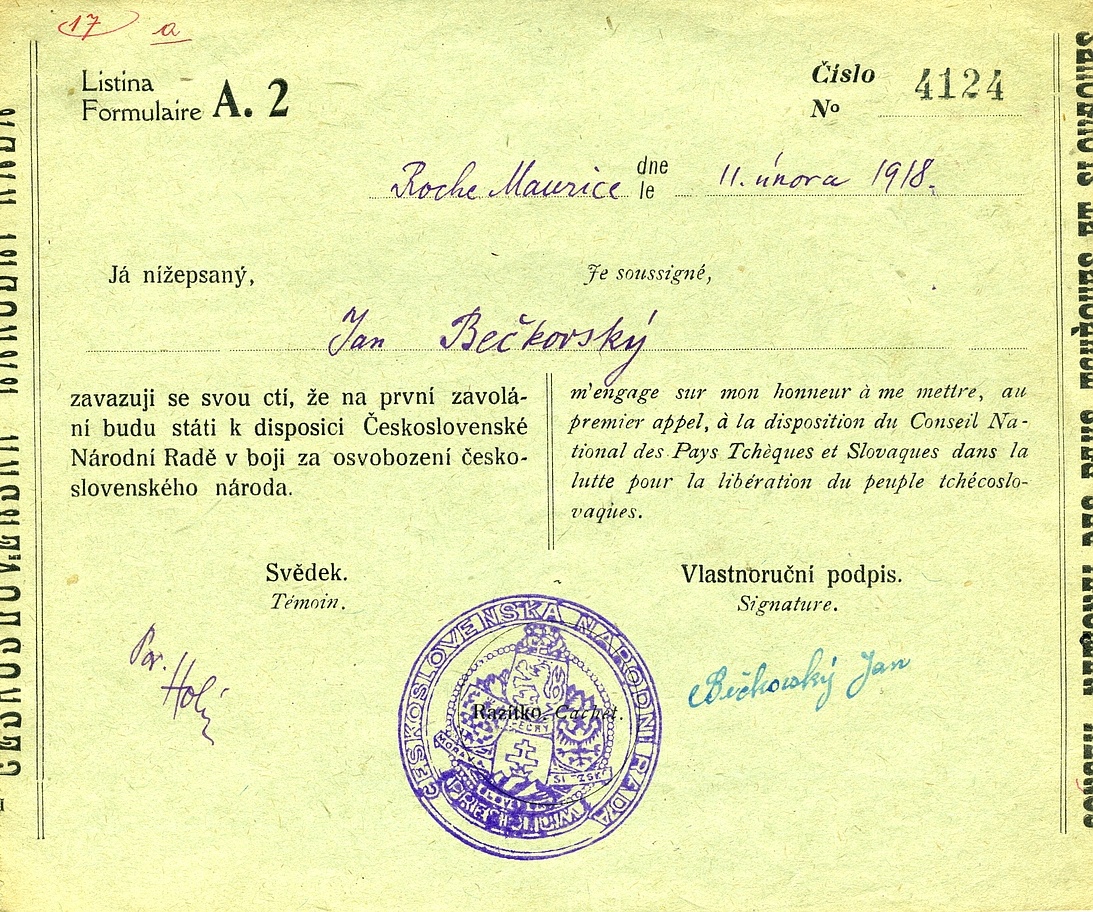 17 a
Listina
Formulaire A. 2
Číslo
No 4124
Roche Maurice dne
le 11. února 1918.
Já nížepsaný,
Je soussigné,
Jan Bečkovský
zavazuji se svou ctí, že na první zavolá-
ní budu státi k disposici Československé
Národní Radě v boji za osvobození česko-
slovenského národa.
m'engage sur mon honneur à me mettre, au
premier appel, à la disposition du Conseil Na-
tional des Pays Tchèques et Slovaques dans la
lutte pour la libération du peuple tchécoslo-
vaques.
Svědek.
Témoin.
Vlastnoruční podpis.
Signature.
Holý
Bečkovský Jan
Razítko-Cachet.
ČESKOSLOVENSKÁ NÁRODNÍ RADA
ČECHY
MORAVA